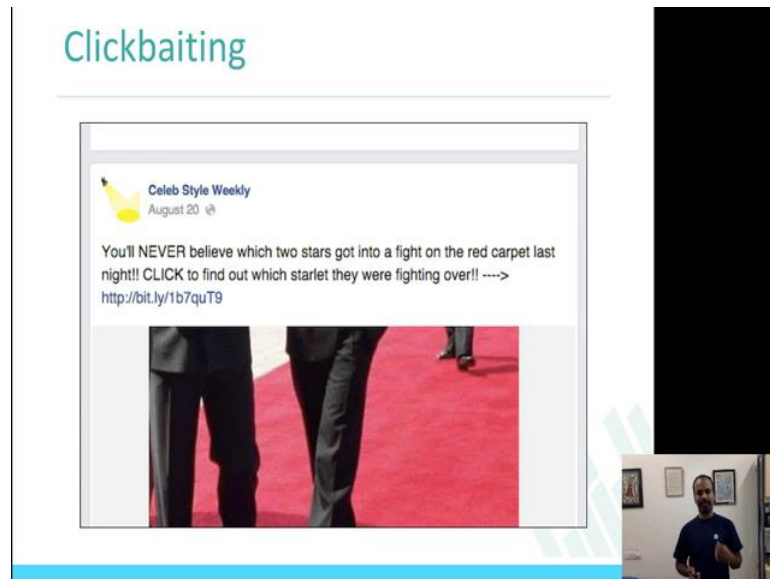 Clickbaiting
Celeb Style Weekly
August 20
You'll NEVER believe which two stars got into a fight on the red carpet last
night!! CLICK to find out which starlet they were fighting over!! ---->
http://bit.ly/1b7quT9